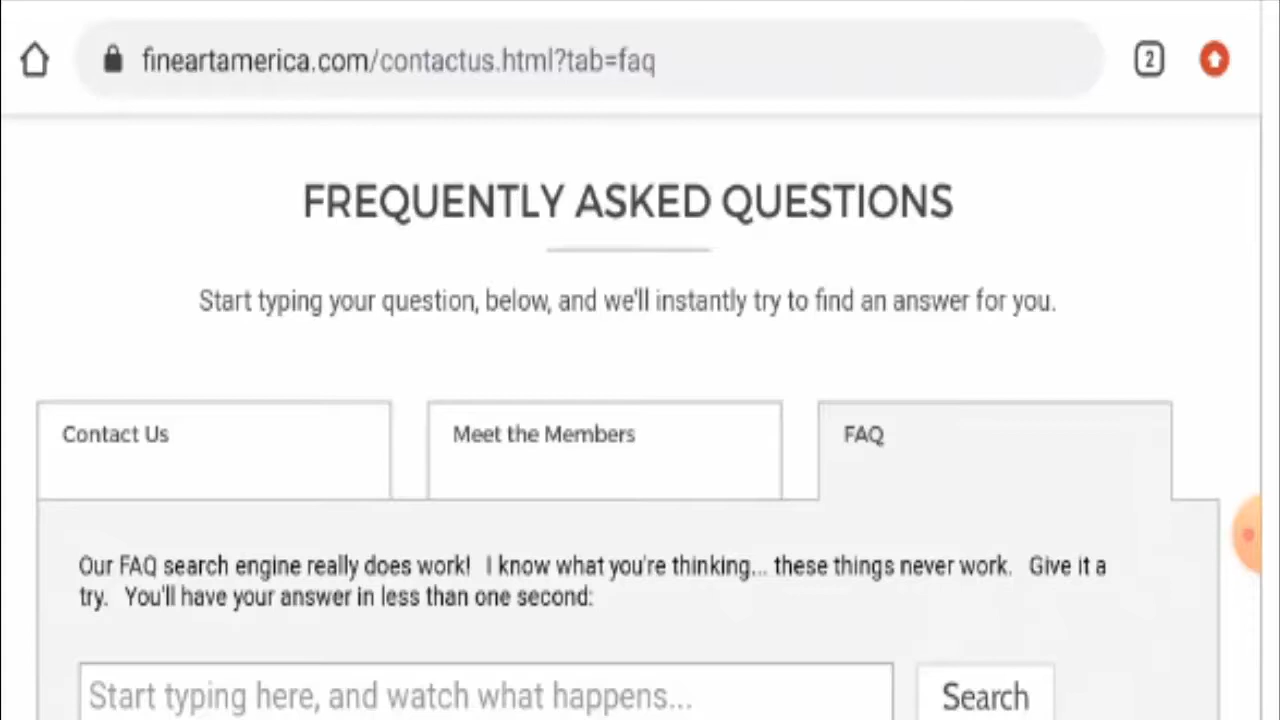 fineartamerica.com/contactus.html?tab=faq
2
FREQUENTLY ASKED QUESTIONS
Start typing your question, below, and we'll instantly try to find an answer for you.
Contact Us
Meet the Members
FAQ
Our FAQ search engine really does work! I know what you're thinking... these things never work. Give it a
try. You'll have your answer in less than one second:
Start typing here, and watch what happens...
Search